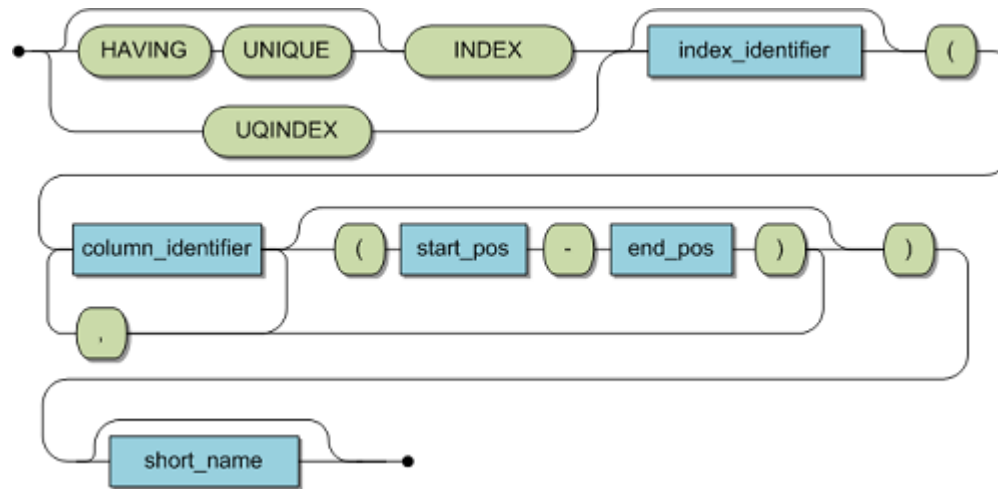 HAVING UNIQUE INDEX index_identifier (
UQINDEX
column_identifier ( start_pos - end_pos ) )
,
short_name